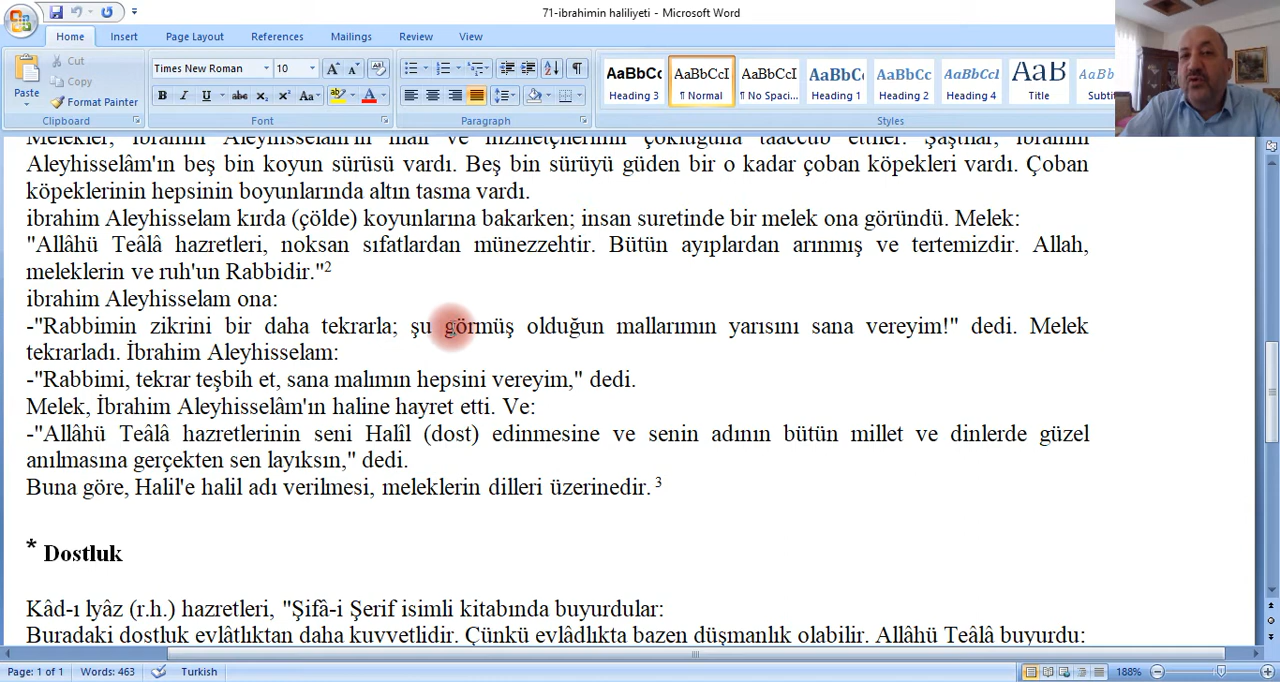 71-ibrahimin haliliyeti - Microsoft Word
Home Insert Page Layout References Mailings Review View
Paste
Cut
Copy
Format Painter
Clipboard
Times New Roman 10
Font
Paragraph
AaBbCc AaBbCcI AaBbCcI AaBbCc AaBbCc AaBbCcI AaB AaBb
Heading 3 ¶ Normal ¶ No Spaci... Heading 1 Heading 2 Heading 4 Title Subti
Styles
Aleyhisselâm'ın beş bin koyun sürüsü vardı. Beş bin sürüyü güden bir o kadar çoban köpekleri vardı. Çoban
köpeklerinin hepsinin boyunlarında altın tasma vardı.
ibrahim Aleyhisselam kırda (çölde) koyunlarına bakarken; insan suretinde bir melek ona göründü. Melek:
"Allâhü Teâlâ hazretleri, noksan sıfatlardan münezzehtir. Bütün ayıplardan arınmış ve tertemizdir. Allah,
meleklerin ve ruh'un Rabbidir."2
ibrahim Aleyhisselam ona:
-"Rabbimin zikrini bir daha tekrarla; şu görmüş olduğun mallarımın yarısını sana vereyim!" dedi. Melek
tekrarladı. İbrahim Aleyhisselam:
-"Rabbimi, tekrar teşbih et, sana malımın hepsini vereyim," dedi.
Melek, İbrahim Aleyhisselâm'ın haline hayret etti. Ve:
-"Allâhü Teâlâ hazretlerinin seni Halîl (dost) edinmesine ve senin adının bütün millet ve dinlerde güzel
anılmasına gerçekten sen layıksın," dedi.
Buna göre, Halil'e halil adı verilmesi, meleklerin dilleri üzerinedir. 3
* Dostluk
Kâd-ı lyâz (r.h.) hazretleri, "Şifâ-i Şerif isimli kitabında buyurdular:
Buradaki dostluk evlâtlıktan daha kuvvetlidir. Çünkü evlâdlıkta bazen düşmanlık olabilir. Allâhü Teâlâ buyurdu:
Page: 1 of 1 Words: 463 Turkish 188%